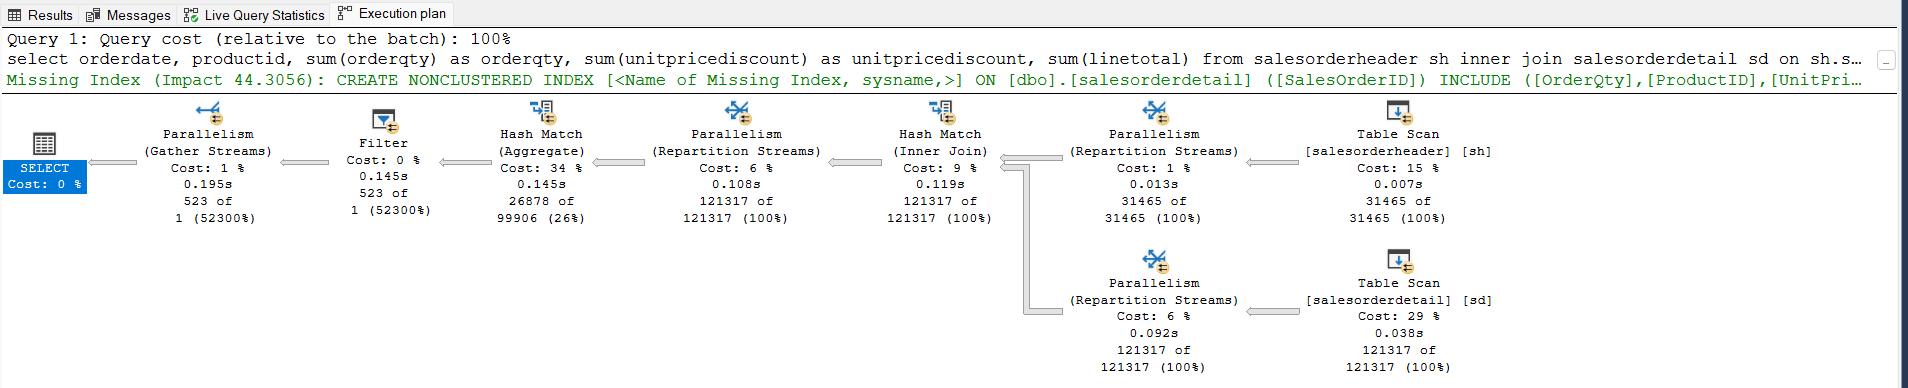 Results Messages Live Query Statistics Execution plan
Query 1: Query cost (relative to the batch): 100%
select orderdate, productid, sum(orderqty) as orderqty, sum(unitpricediscount) as unitpricediscount, sum(linetotal) from salesorderheader sh inner join salesorderdetail sd on sh.s…
Missing Index (Impact 44.3056): CREATE NONCLUSTERED INDEX [<Name of Missing Index, sysname,>] ON [dbo].[salesorderdetail] ([SalesOrderID]) INCLUDE ([OrderQty],[ProductID],[UnitPri…
SELECT
Cost: 0 %
Parallelism
(Gather Streams)
Cost: 1 %
0.195s
523 of
1 (52300%)
Filter
Cost: 0 %
0.145s
523 of
1 (52300%)
Hash Match
(Aggregate)
Cost: 34 %
0.145s
26878 of
99906 (26%)
Parallelism
(Repartition Streams)
Cost: 6 %
0.108s
121317 of
121317 (100%)
Hash Match
(Inner Join)
Cost: 9 %
0.119s
121317 of
121317 (100%)
Parallelism
(Repartition Streams)
Cost: 1 %
0.013s
31465 of
31465 (100%)
Table Scan
[salesorderheader] [sh]
Cost: 15 %
0.007s
31465 of
31465 (100%)
Parallelism
(Repartition Streams)
Cost: 6 %
0.092s
121317 of
121317 (100%)
Table Scan
[salesorderdetail] [sd]
Cost: 29 %
0.038s
121317 of
121317 (100%)